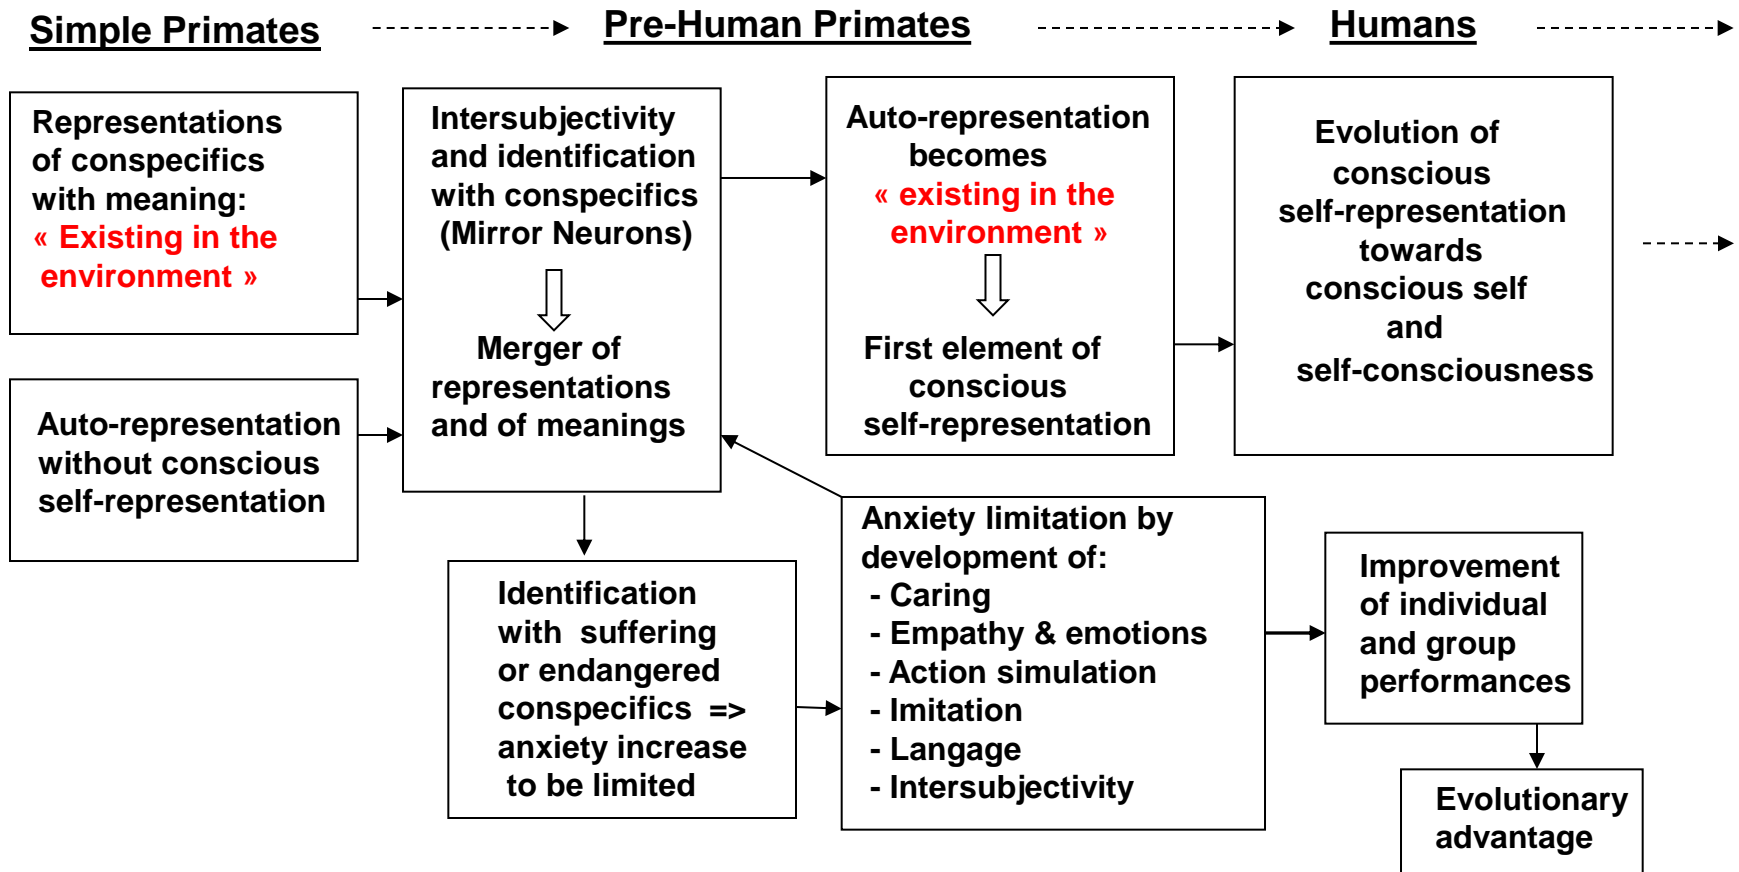 Simple Primates
Pre-Human Primates
Humans
Representations
of conspecifics
with meaning:
« Existing in the
environment »
Auto-representation
without conscious
self-representation
Intersubjectivity
and identification
with conspecifics
(Mirror Neurons)
Merger of
representations
and of meanings
Auto-representation
becomes
« existing in the
environment »
First element of
conscious
self-representation
Evolution of
conscious
self-representation
towards
conscious self
and
self-consciousness
Identification
with suffering
or endangered
conspecifics =>
anxiety increase
to be limited
Anxiety limitation by
development of:
- Caring
- Empathy & emotions
- Action simulation
- Imitation
- Langage
- Intersubjectivity
Improvement
of individual
and group
performances
Evolutionary
advantage